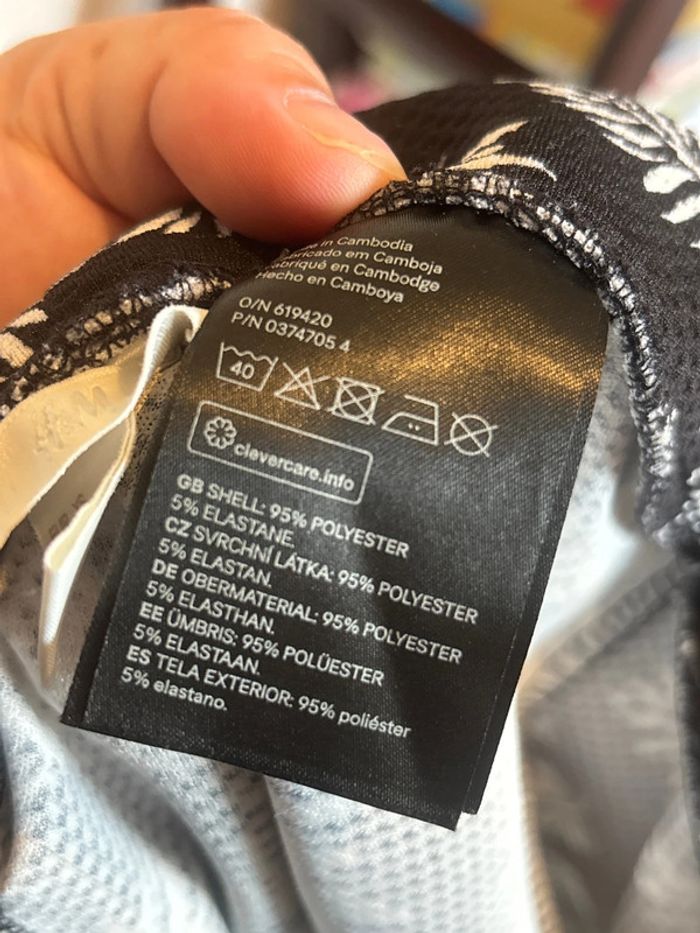 in Cambodia
Fabricado em Camboja
Fabriqué en Cambodge
Hecho en Camboya
O/N 619420
P/N 0374705 4
40
clevercare.info
GB SHELL: 95% POLYESTER
5% ELASTANE.
CZ SVRCHNÍ LÁTKA: 95% POLYESTER
5% ELASTAN.
DE OBERMATERIAL: 95% POLYESTER
5% ELASTHAN.
EE ÜMBRIS: 95% POLÜESTER
5% ELASTAAN.
ES TELA EXTERIOR: 95% poliéster
5% elastano.
H&M